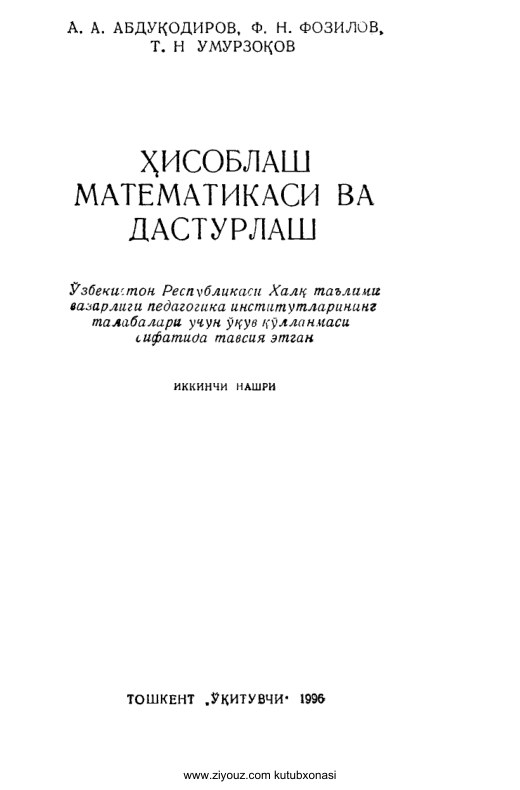 А. А. АБДУҚОДИРОВ, Ф. Н. ФОЗИЛОВ,
Т. Н УМУРЗОҚОВ
ҲИСОБЛАШ
МАТЕМАТИКАСИ ВА
ДАСТУРЛАШ
Ўзбекистон Республикаси Халқ таълими
вазирлиги педагогика институтларининг
талабалари учун ўқув қўлланмаси
сифатида тавсия этган
ИККИНЧИ НАШРИ
ТОШКЕНТ „ЎҚИТУВЧИ“ 1996
www.ziyouz.com kutubxonasi